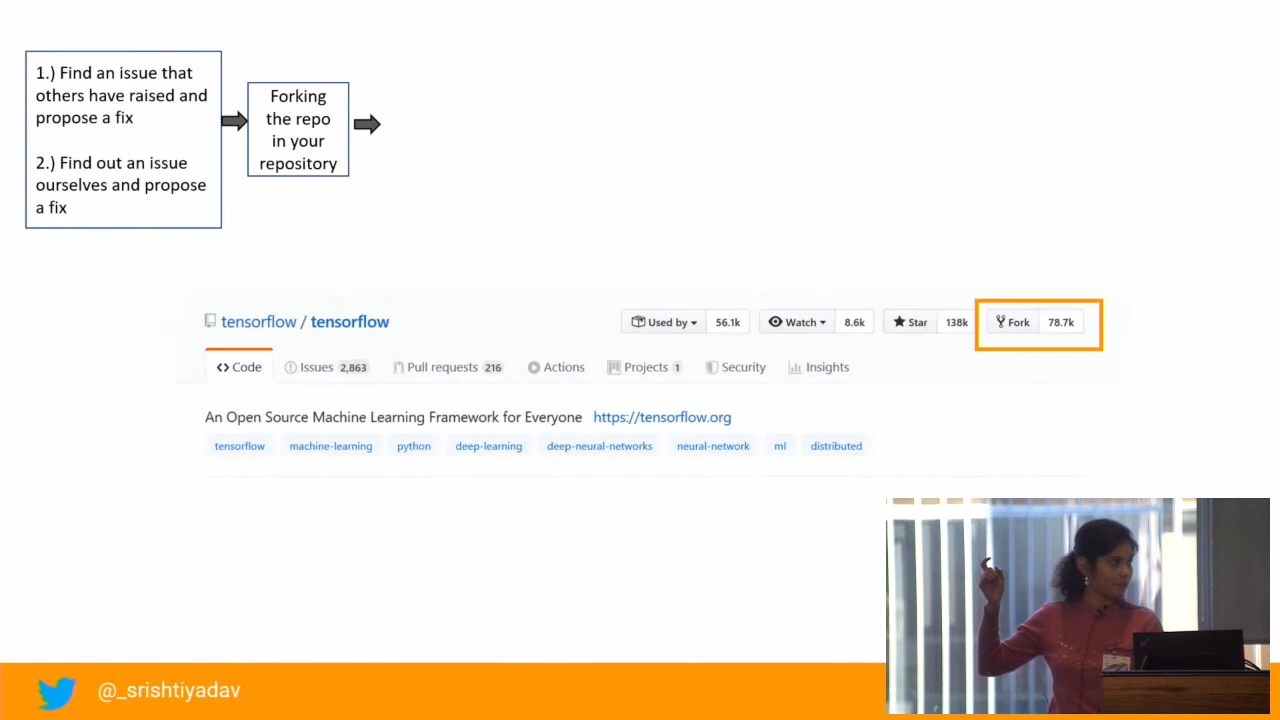 1.) Find an issue that
others have raised and
propose a fix
2.) Find out an issue
ourselves and propose
a fix
Forking
the repo
in your
repository
tensorflow / tensorflow
Used by 56.1k Watch 8.6k Star 138k Fork 78.7k
Code Issues 2,863 Pull requests 216 Actions Projects 1 Security Insights
An Open Source Machine Learning Framework for Everyone https://tensorflow.org
tensorflow machine-learning python deep-learning deep-neural-networks neural-network ml distributed
@_srishtiyadav